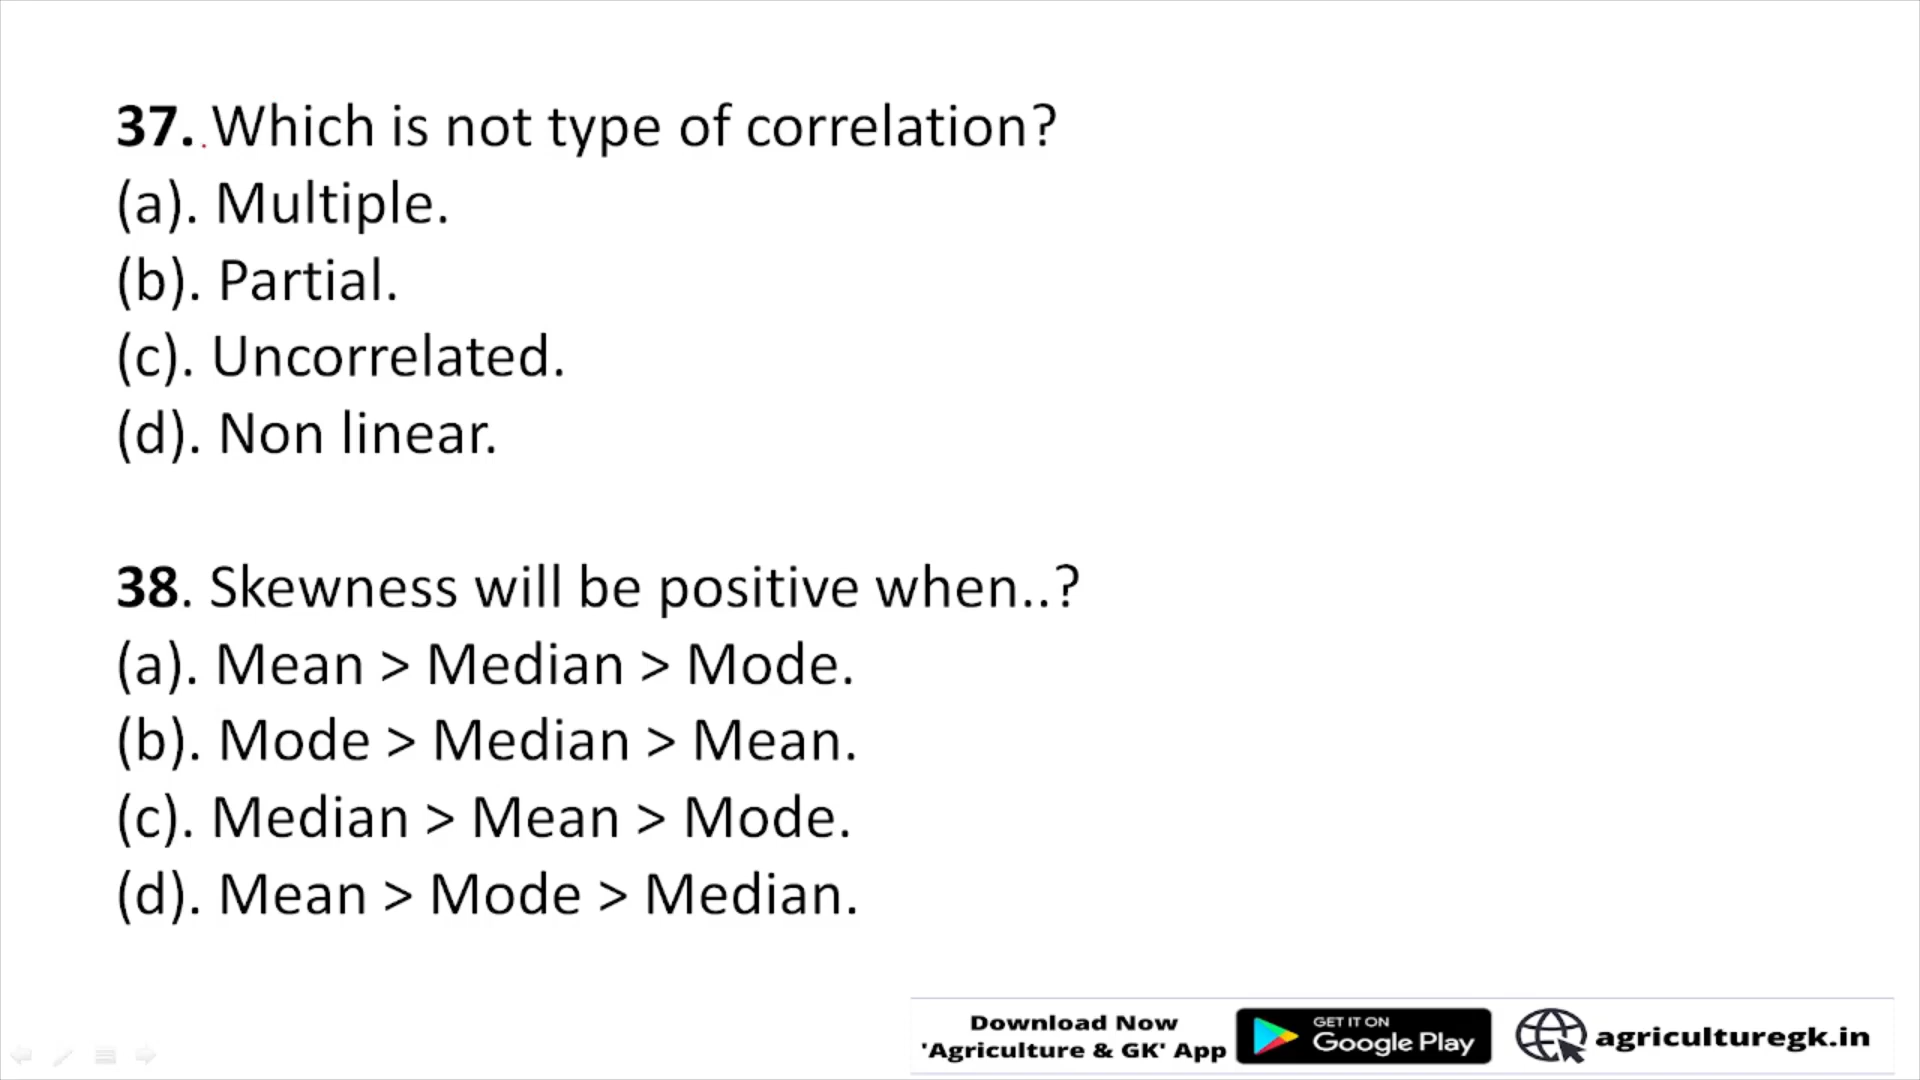 37. Which is not type of correlation?
(a). Multiple.
(b). Partial.
(c). Uncorrelated.
(d). Non linear.
38. Skewness will be positive when..?
(a). Mean > Median > Mode.
(b). Mode > Median > Mean.
(c). Median > Mean > Mode.
(d). Mean > Mode > Median.
Download Now
'Agriculture & GK' App
GET IT ON
Google Play
agriculturegk.in